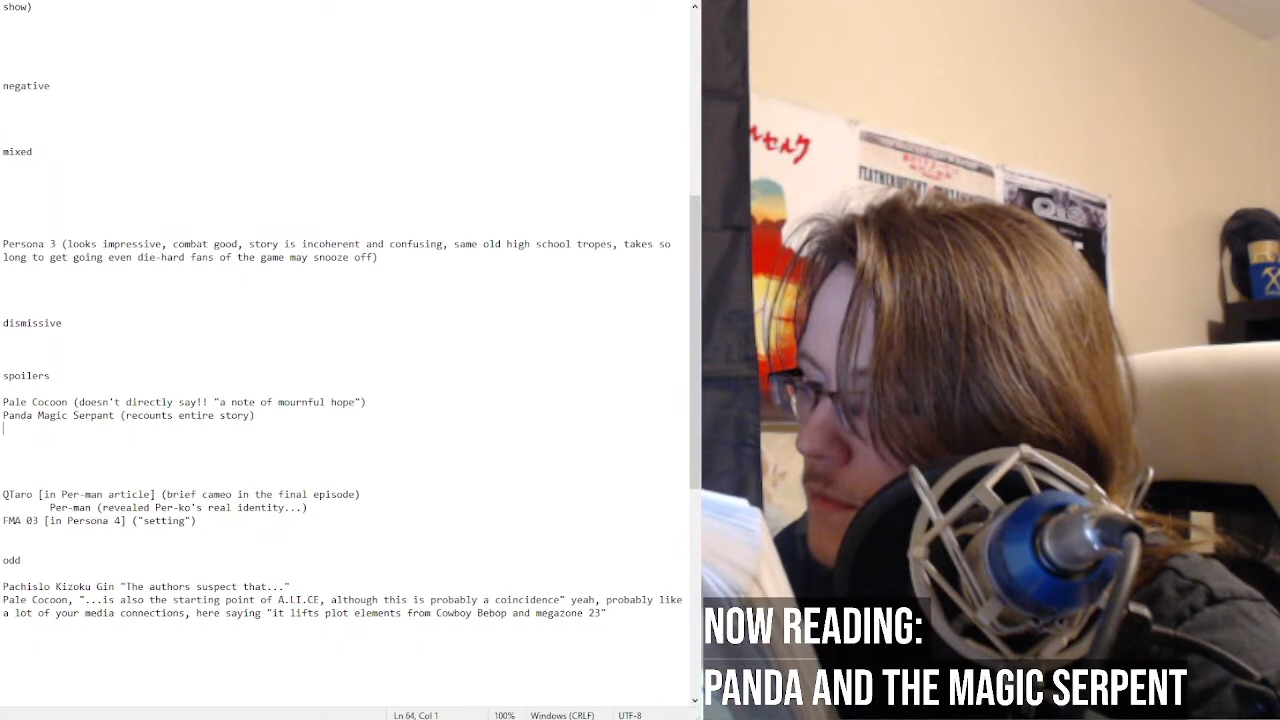 show)
negative
mixed
Persona 3 (looks impressive, combat good, story is incoherent and confusing, same old high school tropes, takes so
long to get going even die-hard fans of the game may snooze off)
dismissive
spoilers
Pale Cocoon (doesn't directly say!! "a note of mournful hope")
Panda Magic Serpant (recounts entire story)
QTaro [in Per-man article] (brief cameo in the final episode)
Per-man (revealed Per-ko's real identity...)
FMA 03 [in Persona 4] ("setting")
odd
Pachislo Kizoku Gin "The authors suspect that..."
Pale Cocoon, "...is also the starting point of A.LI.CE, although this is probably a coincidence" yeah, probably like
a lot of your media connections, here saying "it lifts plot elements from Cowboy Bebop and megazone 23"
Ln 64, Col 1 100% Windows (CRLF) UTF-8
ルセルク
NOW READING:
PANDA AND THE MAGIC SERPENT